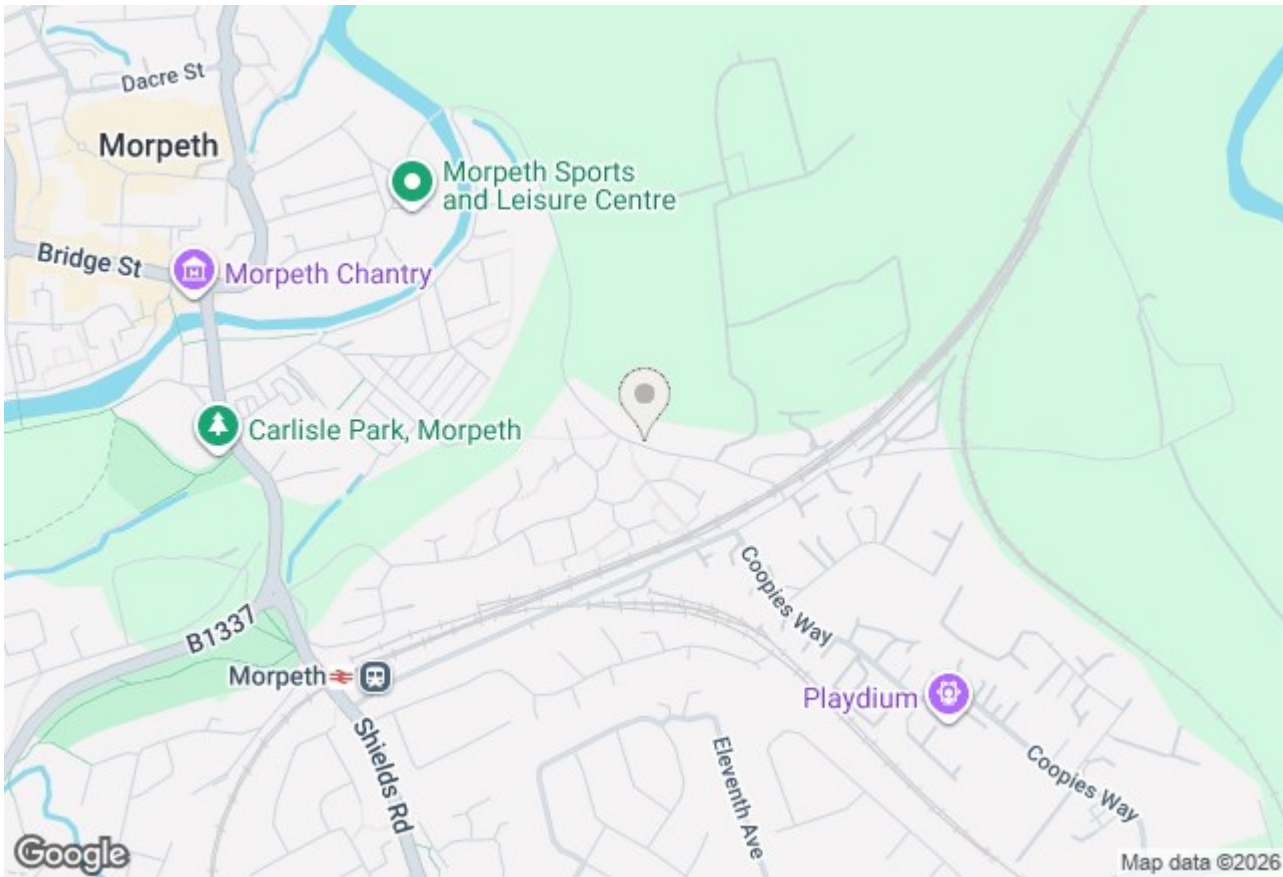 Dacre St
Morpeth
Morpeth Sports
and Leisure Centre
Bridge St
Morpeth Chantry
Carlisle Park, Morpeth
Coopies Way
B1337
Morpeth
Playdium
Shields Rd
Eleventh Ave
Coopies Way
Google
Map data ©2026